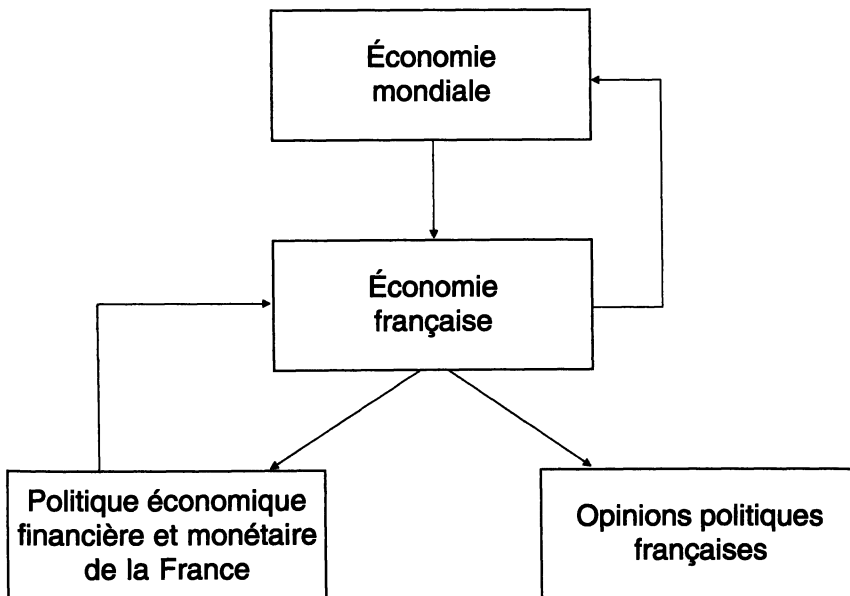 Économie
mondiale
Économie
française
Politique économique
financière et monétaire
de la France
Opinions politiques
françaises